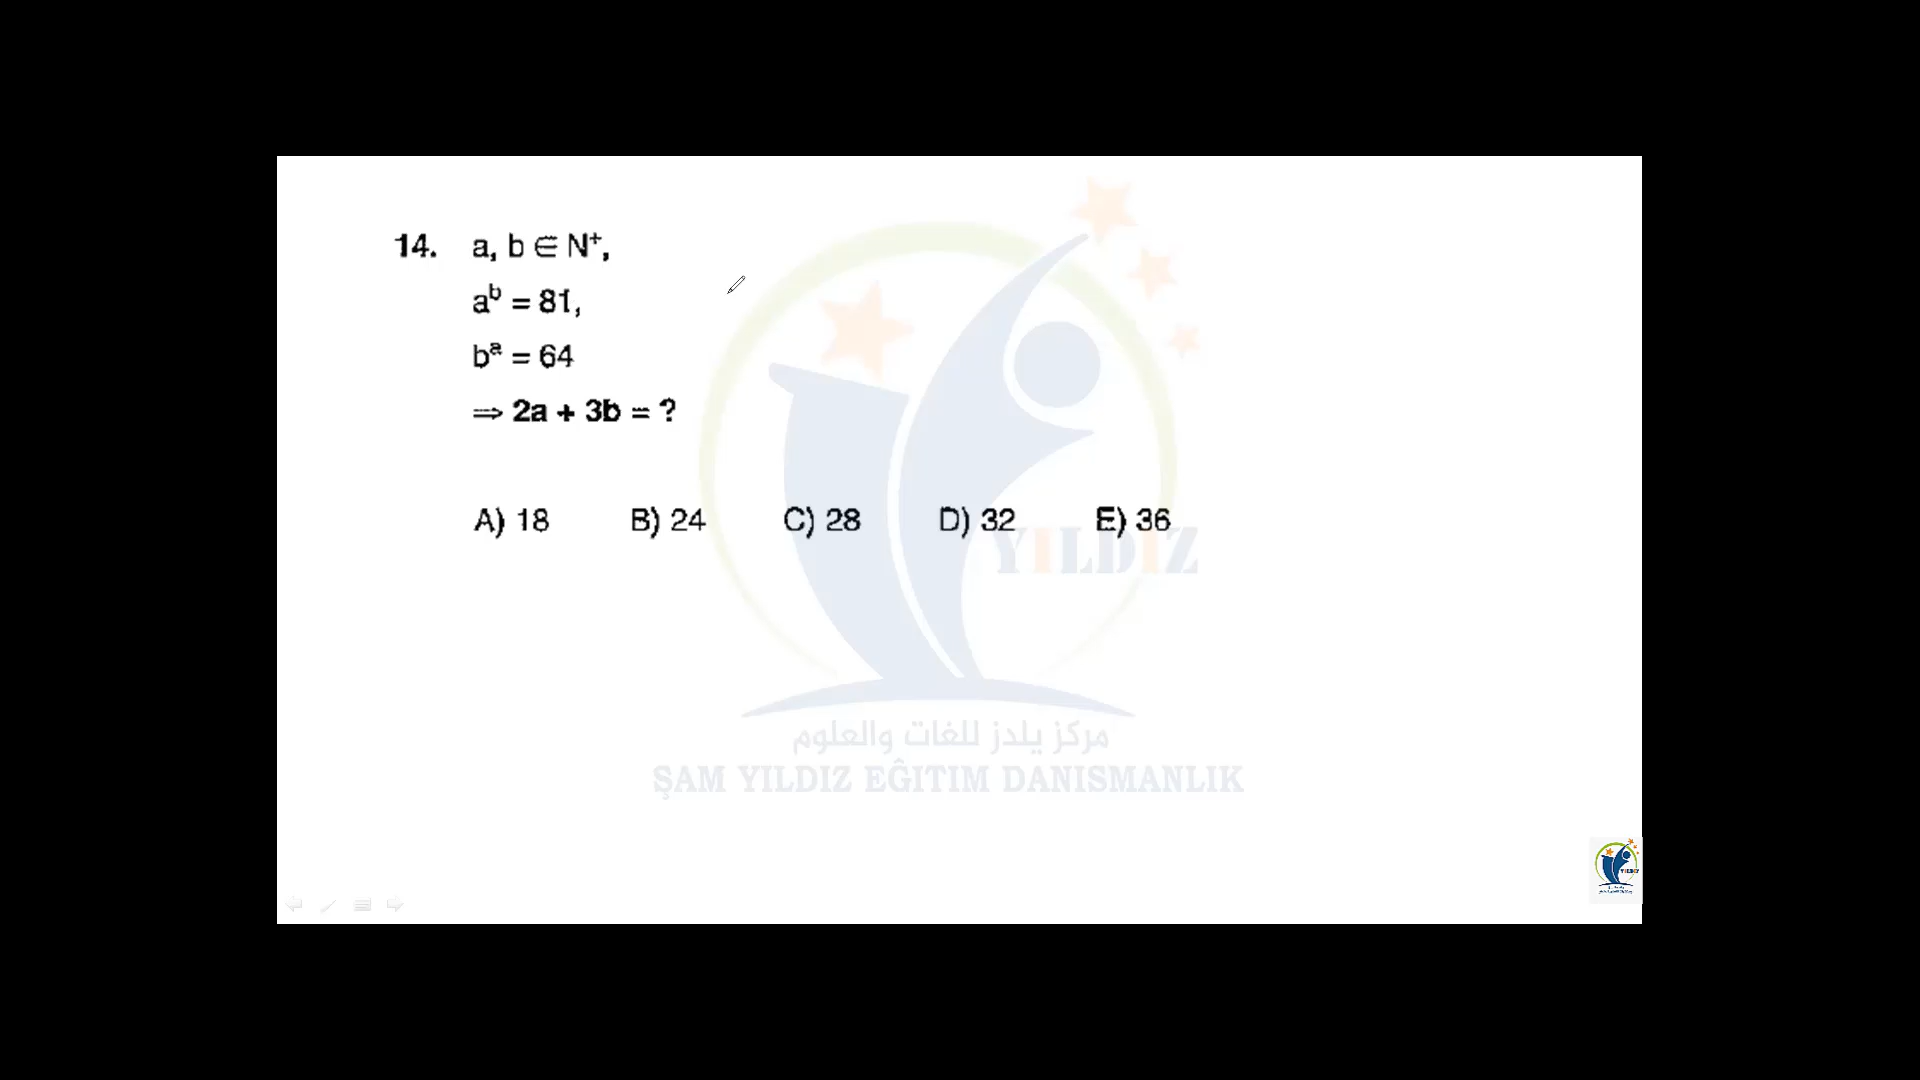 14. a, b ∈ N⁺,
aᵇ = 81,
bᵃ = 64
⇒ 2a + 3b = ?
A) 18 B) 24 C) 28 D) 32 E) 36
YILDIZ
مركز يلدز للغات والعلوم
ŞAM YILDIZ EĞITIM DANISMANLIK
YILDIZ